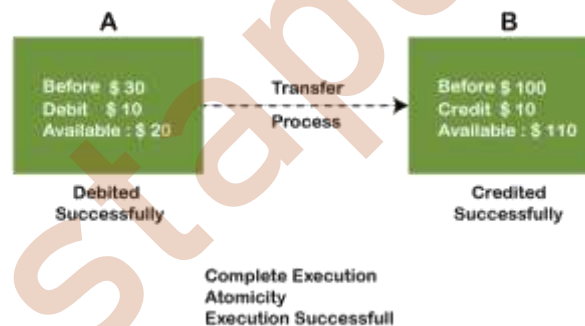 A
B
Before $ 30
Debit $ 10
Available : $ 20
Transfer
Process
Before $ 100
Credit $ 10
Available : $ 110
Debited
Successfully
Credited
Successfully
Complete Execution
Atomicity
Execution Successfull